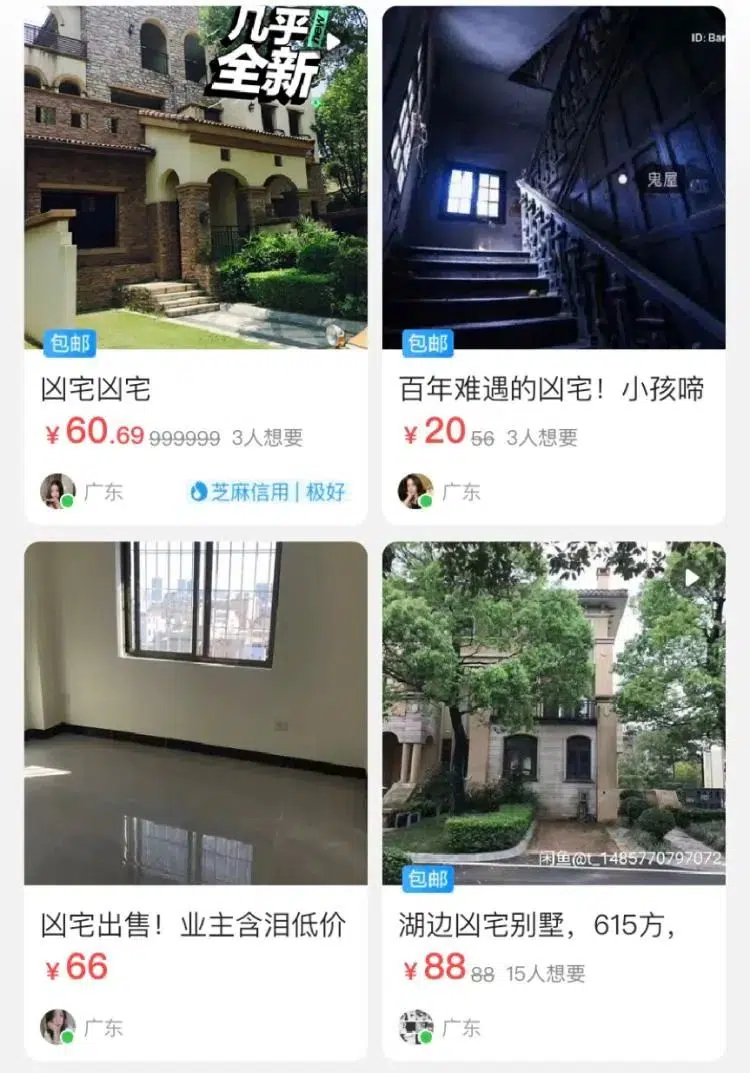 几乎
全新
包邮
凶宅凶宅
¥60.69 999999 3人想要
广东 芝麻信用 | 极好
ID: Bar
鬼屋
包邮
百年难遇的凶宅！小孩啼
¥20 56 3人想要
广东
凶宅出售！业主含泪低价
¥66
广东
闲鱼@t_1485770797072
包邮
湖边凶宅别墅，615方，
¥88 88 15人想要
广东